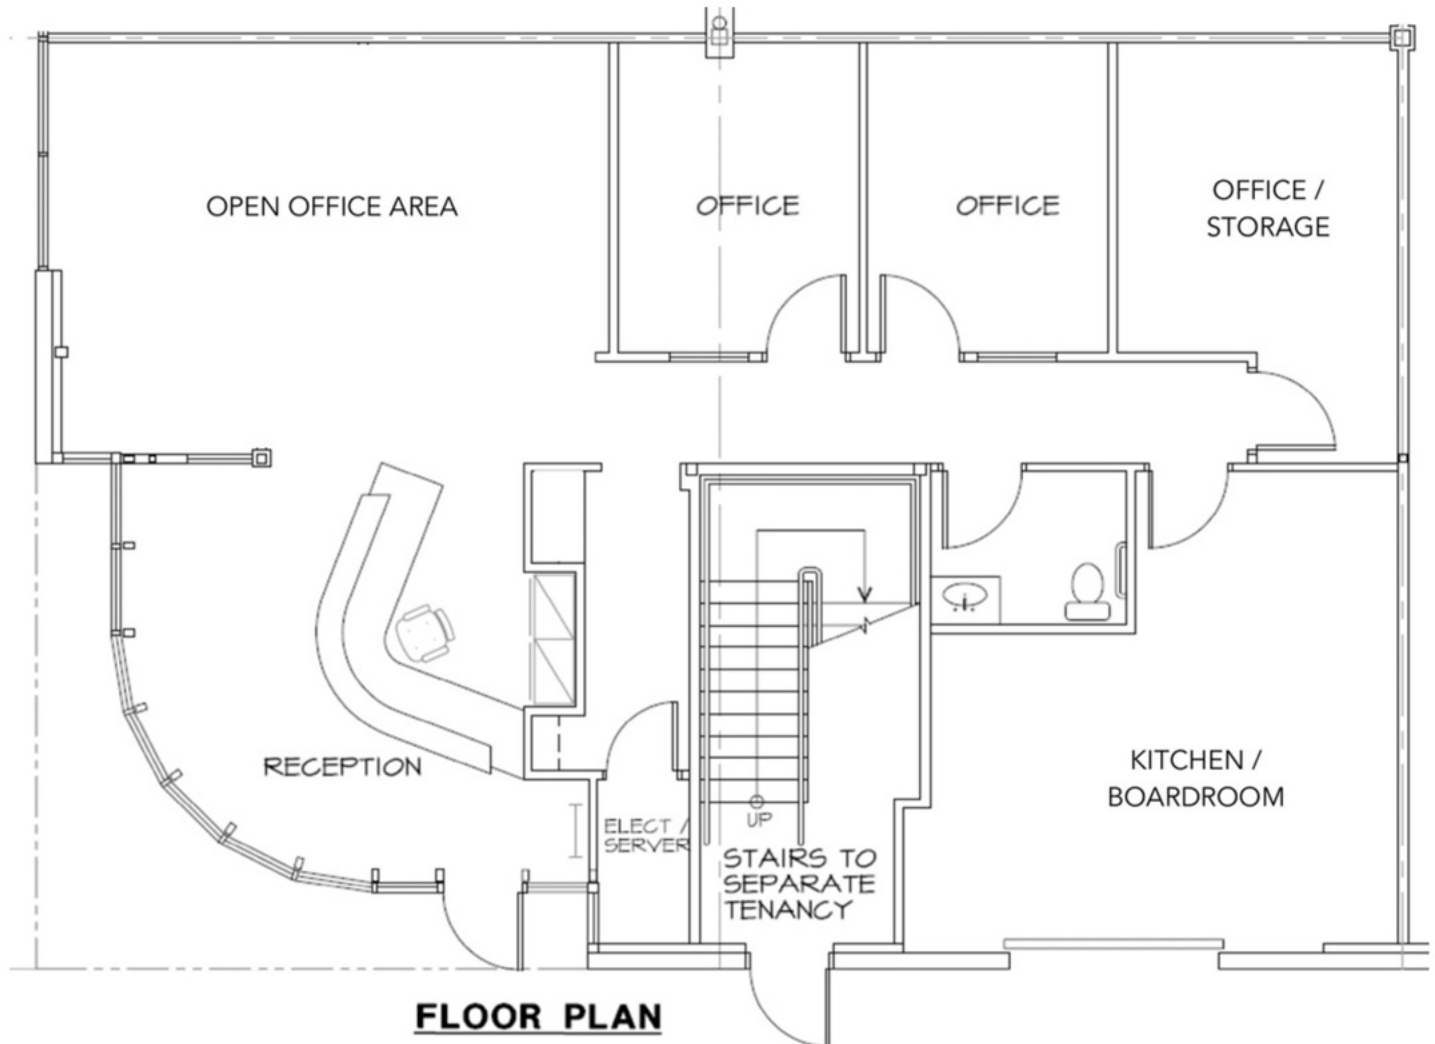 OPEN OFFICE AREA
OFFICE
OFFICE
OFFICE /
STORAGE
RECEPTION
ELECT /
SERVER
UP
STAIRS TO
SEPARATE
TENANCY
KITCHEN /
BOARDROOM
FLOOR PLAN